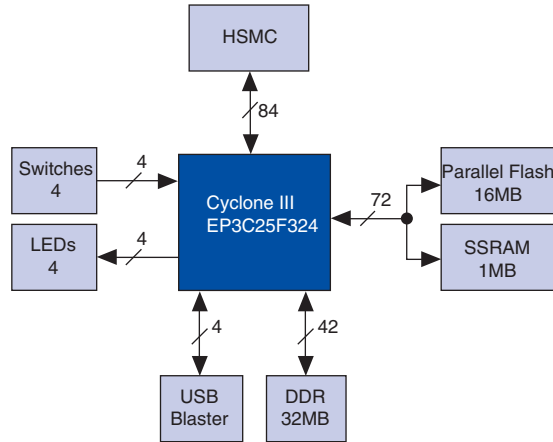 HSMC
84
Switches
4
4
Cyclone III
EP3C25F324
72
Parallel Flash
16MB
LEDs
4
4
SSRAM
1MB
4
42
USB
Blaster
DDR
32MB